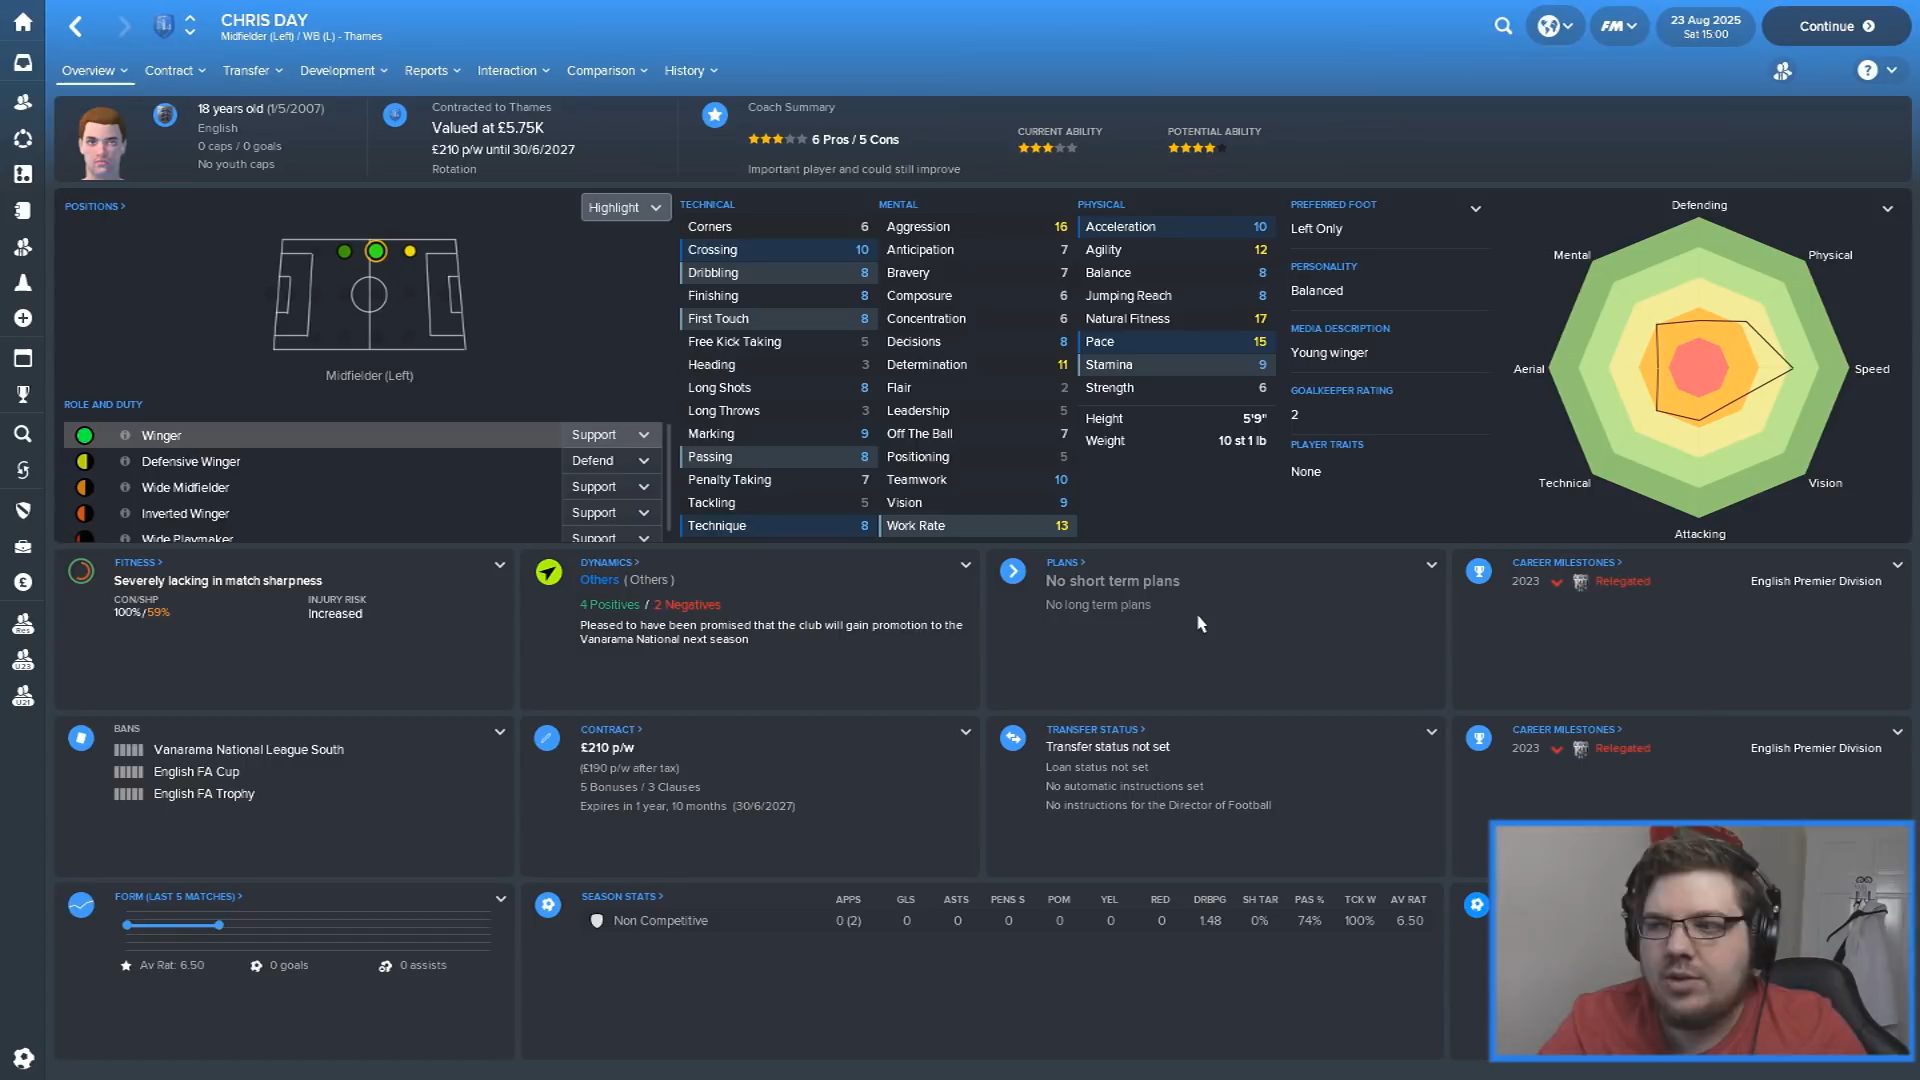 CHRIS DAY
Midfielder (Left) / WB (L) - Thames
FM
23 Aug 2025
Sat 15:00
Continue
Overview
Contract
Transfer
Development
Reports
Interaction
Comparison
History
?
18 years old (1/5/2007)
English
0 caps / 0 goals
No youth caps
Contracted to Thames
Valued at £5.75K
£210 p/w until 30/6/2027
Rotation
Coach Summary
6 Pros / 5 Cons
Important player and could still improve
CURRENT ABILITY
POTENTIAL ABILITY
POSITIONS >
Highlight
Midfielder (Left)
ROLE AND DUTY
Winger Support
Defensive Winger Defend
Wide Midfielder Support
Inverted Winger Support
Wide Playmaker Support
TECHNICAL
Corners 6
Crossing 10
Dribbling 8
Finishing 8
First Touch 8
Free Kick Taking 5
Heading 3
Long Shots 8
Long Throws 3
Marking 9
Passing 8
Penalty Taking 7
Tackling 5
Technique 8
MENTAL
Aggression 16
Anticipation 7
Bravery 7
Composure 6
Concentration 6
Decisions 8
Determination 11
Flair 2
Leadership 5
Off The Ball 7
Positioning 5
Teamwork 10
Vision 9
Work Rate 13
PHYSICAL
Acceleration 10
Agility 12
Balance 8
Jumping Reach 8
Natural Fitness 17
Pace 15
Stamina 9
Strength 6
Height 5'9"
Weight 10 st 1 lb
PREFERRED FOOT
Left Only
PERSONALITY
Balanced
MEDIA DESCRIPTION
Young winger
GOALKEEPER RATING
2
PLAYER TRAITS
None
Defending
Mental
Physical
Aerial
Speed
Technical
Vision
Attacking
FITNESS >
Severely lacking in match sharpness
CON/SHP
100%/59%
INJURY RISK
Increased
DYNAMICS >
Others ( Others )
4 Positives / 2 Negatives
Pleased to have been promised that the club will gain promotion to the
Vanarama National next season
PLANS >
No short term plans
No long term plans
CAREER MILESTONES >
2023 Relegated English Premier Division
BANS
Vanarama National League South
English FA Cup
English FA Trophy
CONTRACT >
£210 p/w
(£190 p/w after tax)
5 Bonuses / 3 Clauses
Expires in 1 year, 10 months (30/6/2027)
TRANSFER STATUS >
Transfer status not set
Loan status not set
No automatic instructions set
No instructions for the Director of Football
CAREER MILESTONES >
2023 Relegated English Premier Division
FORM (LAST 5 MATCHES) >
Av Rat: 6.50
0 goals
0 assists
SEASON STATS > APPS GLS ASTS PENS S POM YEL RED DRBPG SH TAR PAS % TCK W AV RAT
Non Competitive 0 (2) 0 0 0 0 0 0 1.48 0% 74% 100% 6.50
Res
U23
U21